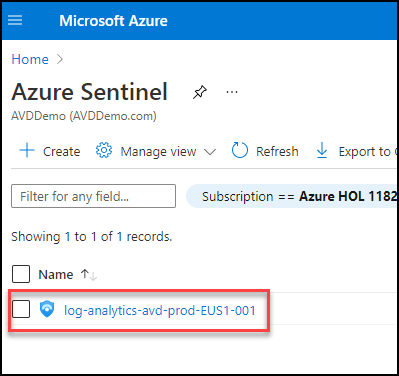 Microsoft Azure
Home >
Azure Sentinel ...
AVDDemo (AVDDemo.com)
+ Create Manage view Refresh Export to C
Filter for any field... Subscription == Azure HOL 1182
Showing 1 to 1 of 1 records.
Name ↑↓
log-analytics-avd-prod-EUS1-001